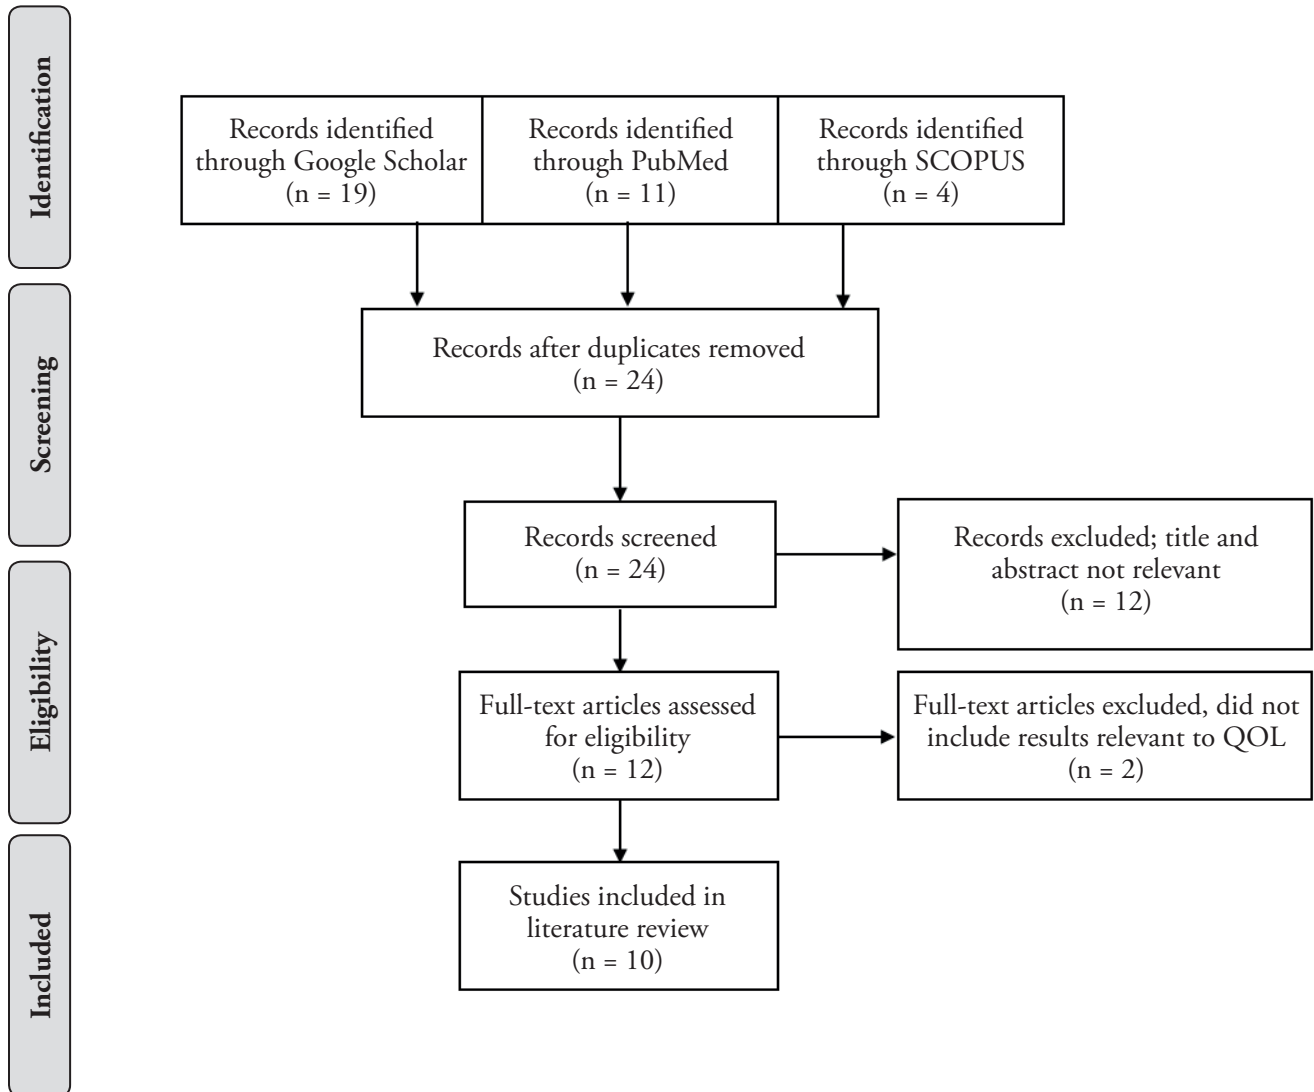 Identification
Records identified
through Google Scholar
(n = 19)
Records identified
through PubMed
(n = 11)
Records identified
through SCOPUS
(n = 4)
Screening
Records after duplicates removed
(n = 24)
Records screened
(n = 24)
Records excluded; title and
abstract not relevant
(n = 12)
Eligibility
Full-text articles assessed
for eligibility
(n = 12)
Full-text articles excluded, did not
include results relevant to QOL
(n = 2)
Included
Studies included in
literature review
(n = 10)